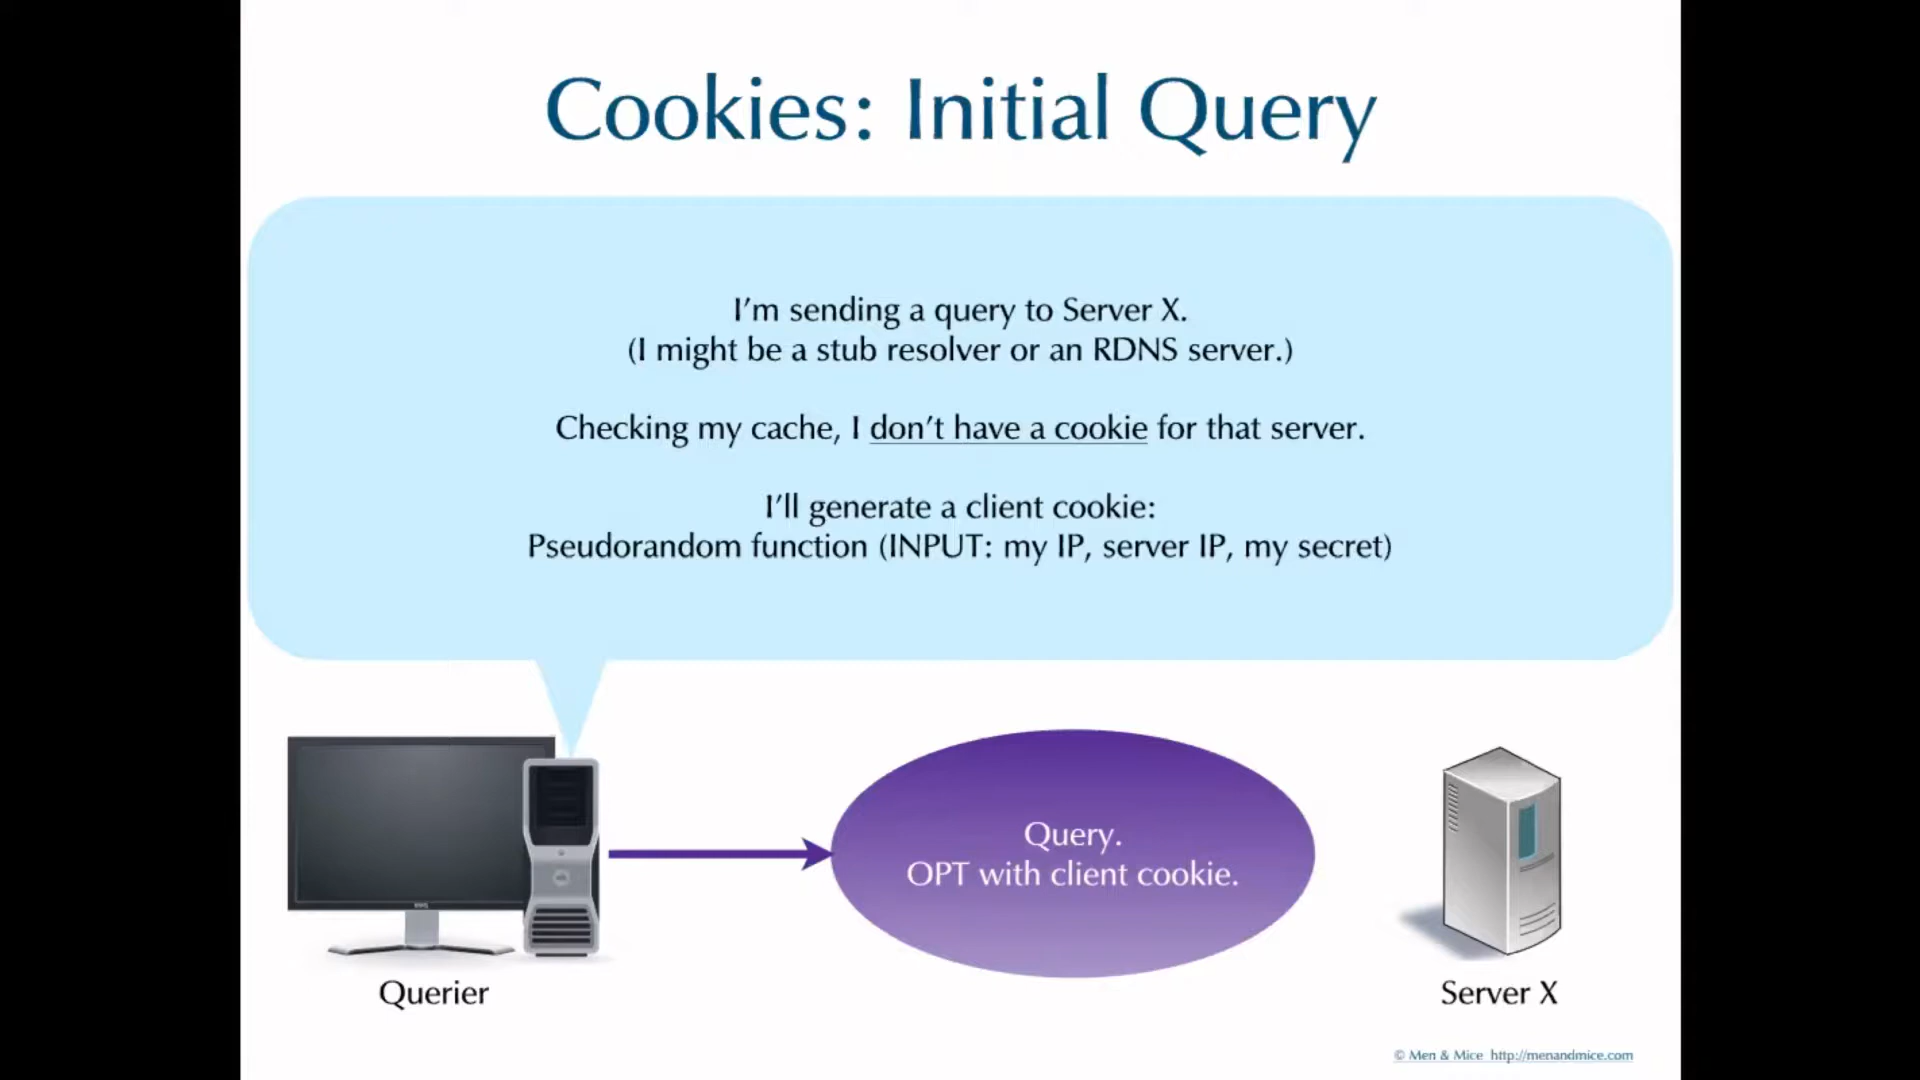 Cookies: Initial Query
I'm sending a query to Server X.
(I might be a stub resolver or an RDNS server.)
Checking my cache, I don't have a cookie for that server.
I'll generate a client cookie:
Pseudorandom function (INPUT: my IP, server IP, my secret)
Query.
OPT with client cookie.
Querier
Server X
© Men & Mice http://menandmice.com